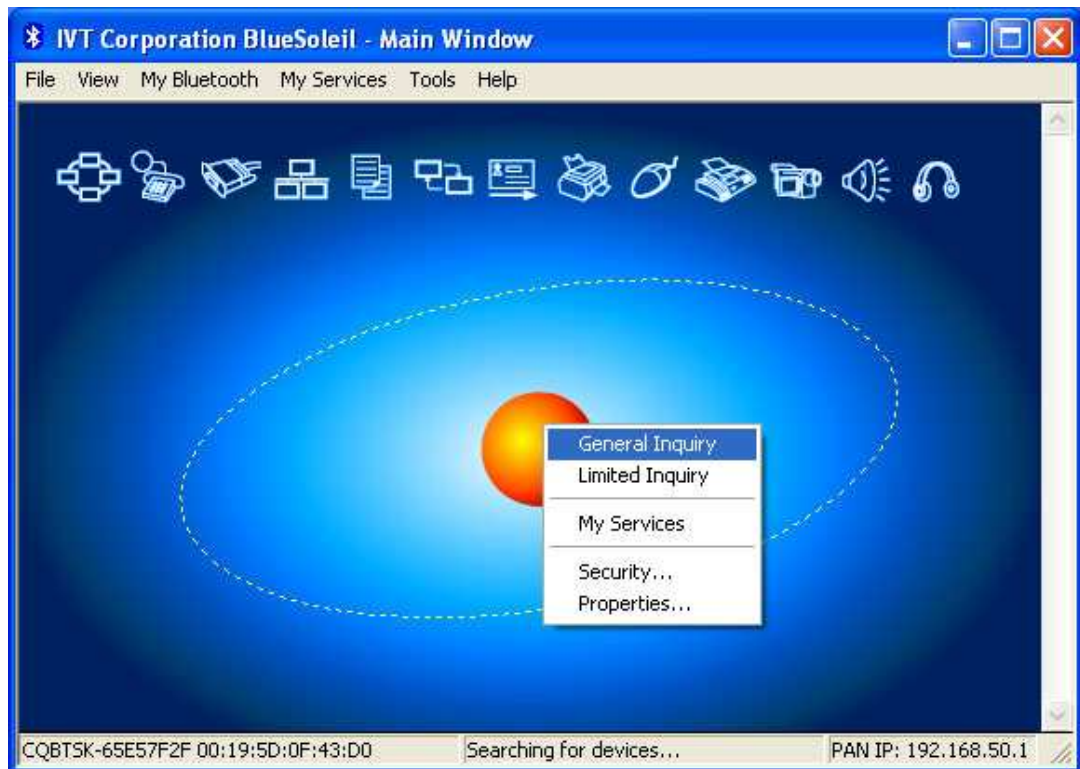 IVT Corporation BlueSoleil - Main Window
File View My Bluetooth My Services Tools Help
General Inquiry
Limited Inquiry
My Services
Security...
Properties...
CQBTSK-65E57F2F 00:19:5D:0F:43:D0 Searching for devices... PAN IP: 192.168.50.1